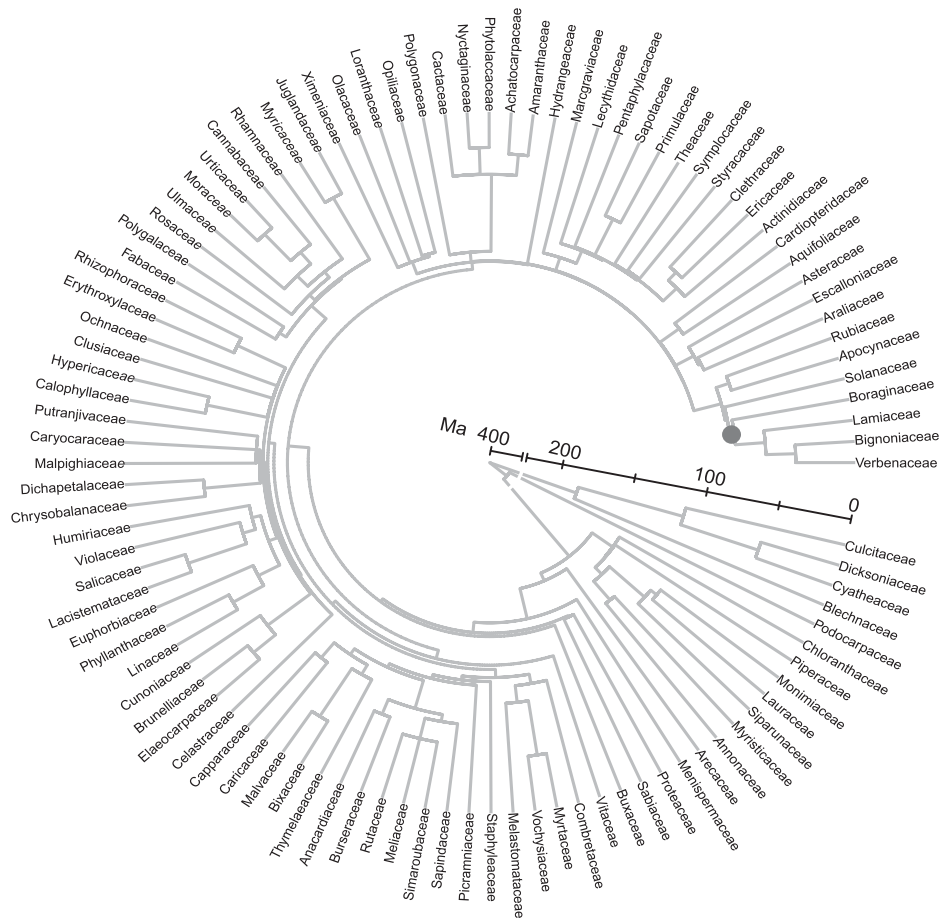 Culcitaceae
Dicksoniaceae
Cyatheaceae
Blechnaceae
Podocarpaceae
Chloranthaceae
Piperaceae
Monimiaceae
Lauraceae
Siparunaceae
Myristicaceae
Annonaceae
Arecaceae
Menispermaceae
Proteaceae
Sabiaceae
Buxaceae
Vitaceae
Combretaceae
Myrtaceae
Vochysiaceae
Melastomataceae
Staphyleaceae
Picramniaceae
Sapindaceae
Simaroubaceae
Meliaceae
Rutaceae
Burseraceae
Anacardiaceae
Thymelaeaceae
Bixaceae
Malvaceae
Caricaceae
Capparaceae
Celastraceae
Elaeocarpaceae
Brunelliaceae
Cunoniaceae
Linaceae
Phyllanthaceae
Euphorbiaceae
Lacistemataceae
Salicaceae
Violaceae
Humiriaceae
Chrysobalanaceae
Dichapetalaceae
Malpighiaceae
Caryocaraceae
Putranjivaceae
Calophyllaceae
Hypericaceae
Clusiaceae
Ochnaceae
Erythroxylaceae
Rhizophoraceae
Fabaceae
Polygalaceae
Rosaceae
Ulmaceae
Moraceae
Urticaceae
Cannabaceae
Rhamnaceae
Myricaceae
Juglandaceae
Ximeniaceae
Olacaceae
Loranthaceae
Opiliaceae
Polygonaceae
Cactaceae
Nyctaginaceae
Phytolaccaceae
Achatocarpaceae
Amaranthaceae
Hydrangeaceae
Marcgraviaceae
Lecythidaceae
Pentaphylacaceae
Sapotaceae
Primulaceae
Theaceae
Symplocaceae
Styracaceae
Clethraceae
Ericaceae
Actinidiaceae
Cardiopteridaceae
Aquifoliaceae
Asteraceae
Escalloniaceae
Araliaceae
Rubiaceae
Apocynaceae
Solanaceae
Boraginaceae
Lamiaceae
Bignoniaceae
Verbenaceae
Ma 400 200 100 0